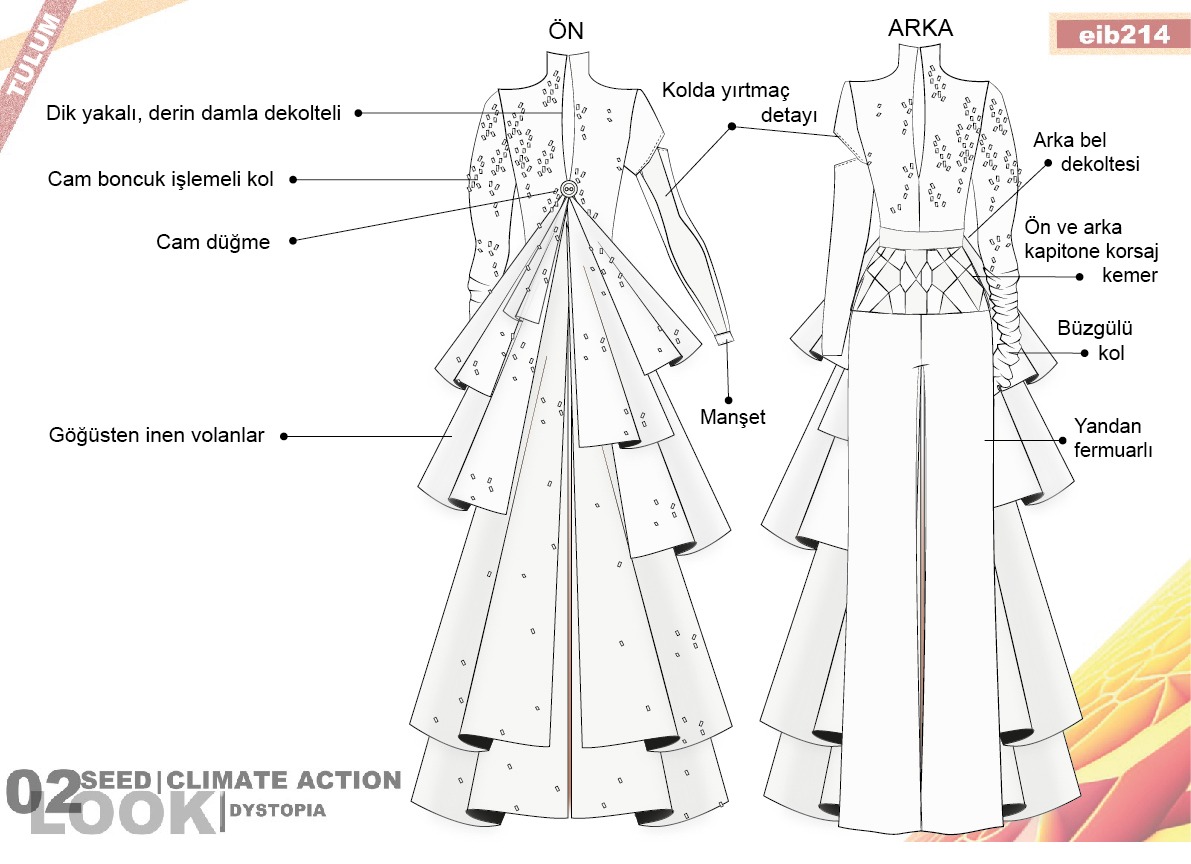 TULUM
ÖN
ARKA
eib214
Dik yakalı, derin damla dekolteli
Cam boncuk işlemeli kol
Cam düğme
Göğüsten inen volanlar
Kolda yırtmaç
detayı
Manşet
Arka bel
dekoltesi
Ön ve arka
kapitone korsaj
kemer
Büzgülü
kol
Yandan
fermuarlı
02 SEED|CLIMATE ACTION
LOOK|DYSTOPIA